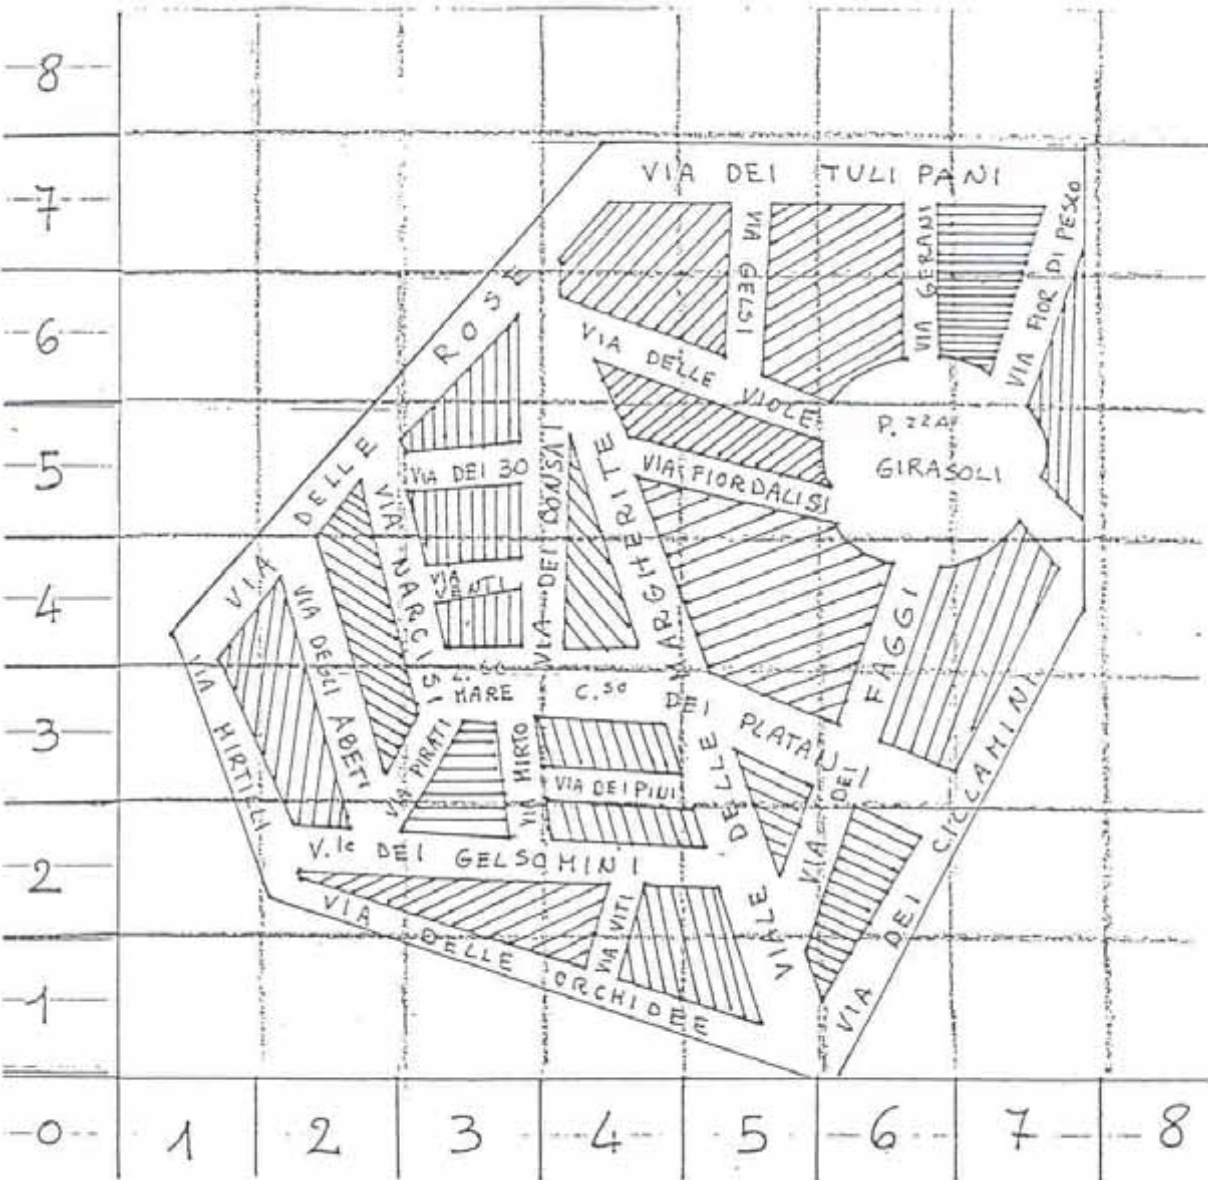 8
7
6
5
4
3
2
1
0 1 2 3 4 5 6 7 8
VIA DEI TULIPANI
VIA GELSI
VIA GERANI
VIA FIOR DI PESCO
VIA DELLE ROSE
VIA DELLE VIOLE
P.ZZA
GIRASOLI
VIA FIORDALISI
VIA DEI 30
VIA DEI BONSAI
VIA NARCISI
VIA
VENTI
VIA DEGLI ABETI
VIA MIRTILLI
MARE
C.SO DEI PLATANI
VIALE DELLE MARGHERITE
VIA DEI FAGGI
VIA DEI CICLAMINI
VIA PIRATI
VIA MIRTO
VIA DEI PINI
V.le DEI GELSOMINI
VIA VITI
VIA DELLE ORCHIDEE